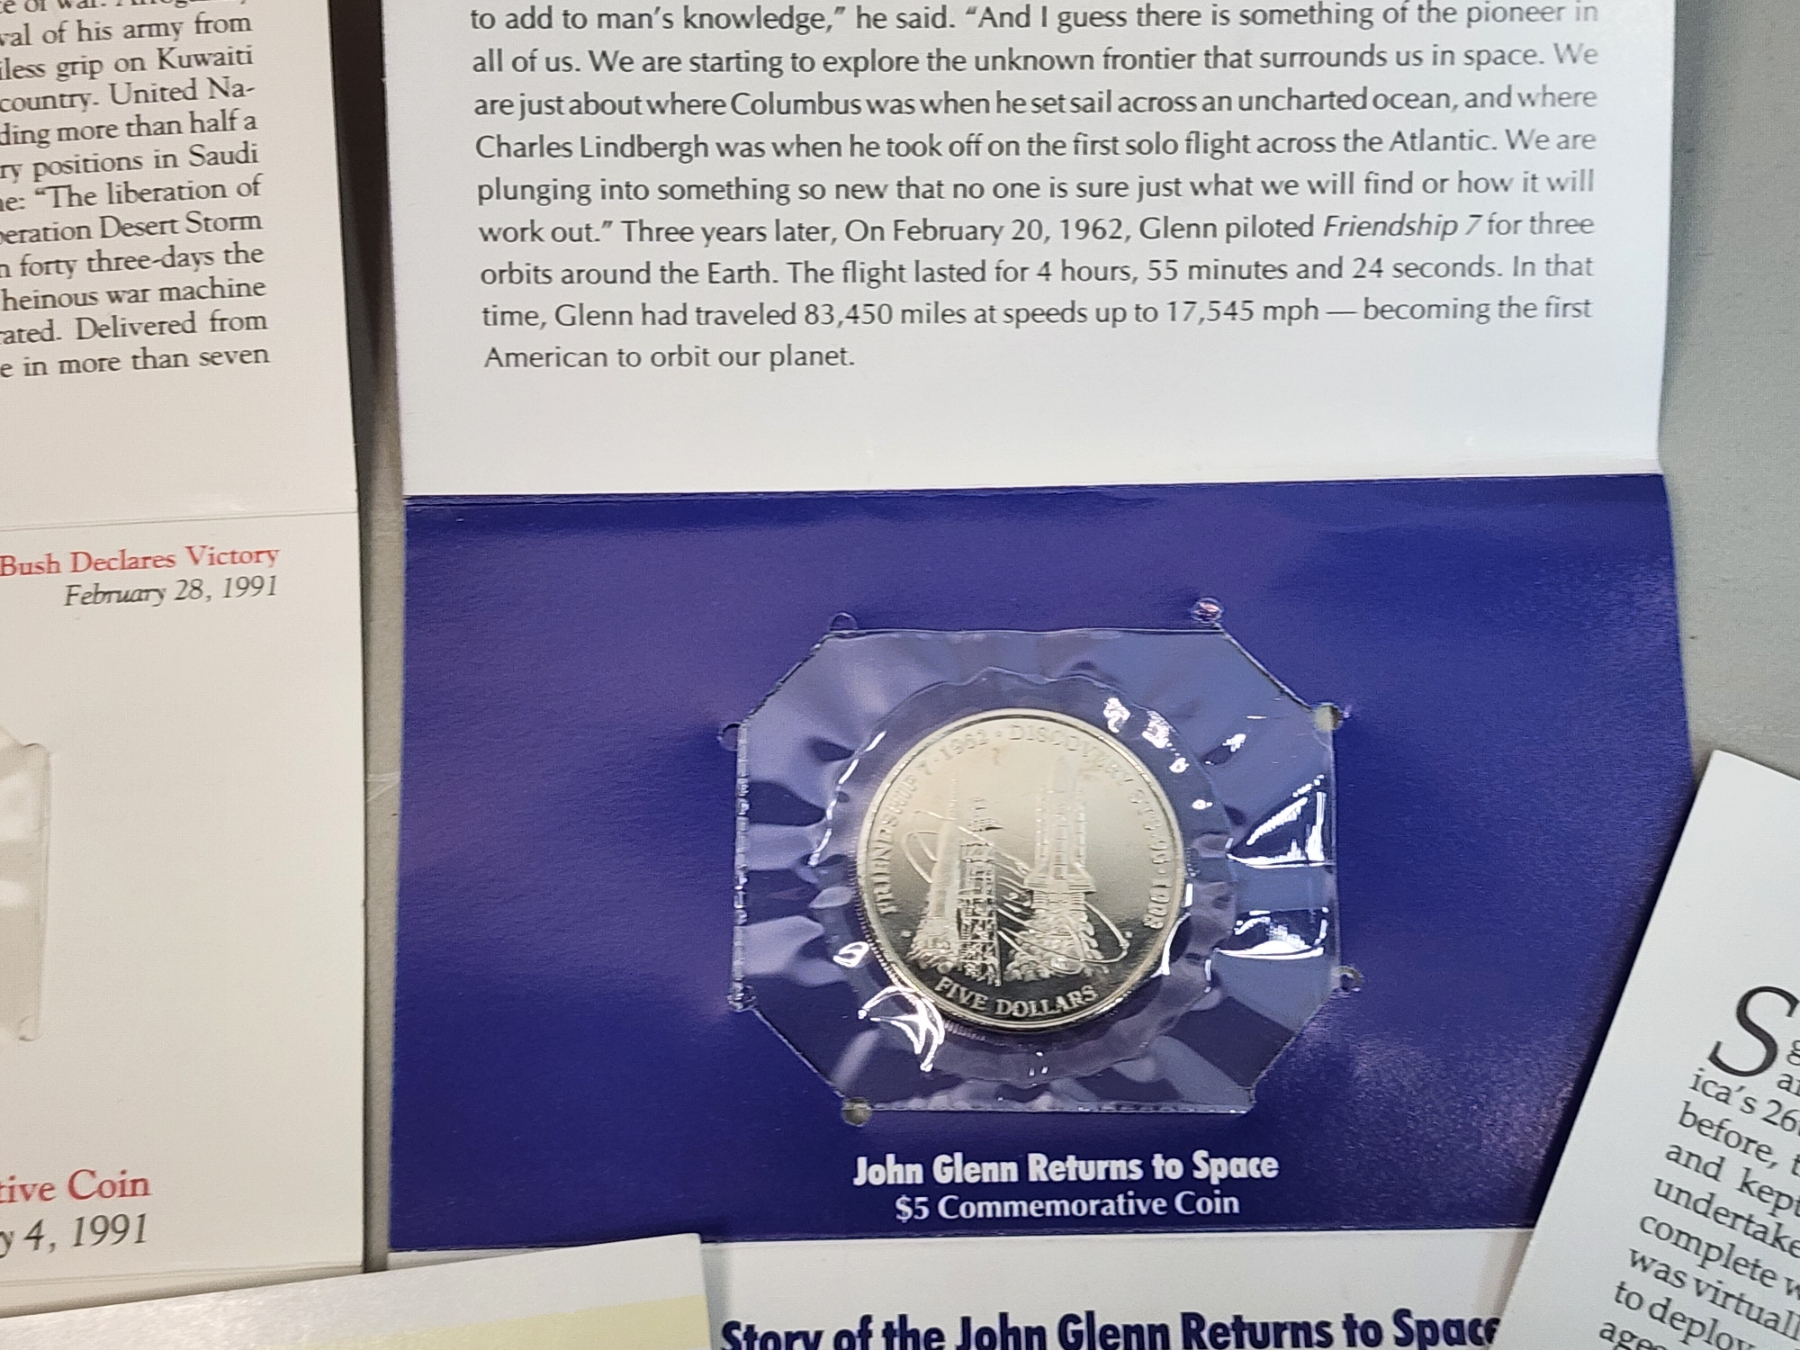 val of his army from
iless grip on Kuwaiti
country. United Na-
ding more than half a
ry positions in Saudi
ne: “The liberation of
peration Desert Storm
n forty three-days the
heinous war machine
rated. Delivered from
e in more than seven
Bush Declares Victory
February 28, 1991
tive Coin
y 4, 1991
to add to man’s knowledge,” he said. “And I guess there is something of the pioneer in
all of us. We are starting to explore the unknown frontier that surrounds us in space. We
are just about where Columbus was when he set sail across an uncharted ocean, and where
Charles Lindbergh was when he took off on the first solo flight across the Atlantic. We are
plunging into something so new that no one is sure just what we will find or how it will
work out.” Three years later, On February 20, 1962, Glenn piloted Friendship 7 for three
orbits around the Earth. The flight lasted for 4 hours, 55 minutes and 24 seconds. In that
time, Glenn had traveled 83,450 miles at speeds up to 17,545 mph — becoming the first
American to orbit our planet.
FRIENDSHIP 7 · 1962 · DISCOVERY STS-95 · 1998
FIVE DOLLARS
John Glenn Returns to Space
$5 Commemorative Coin
Story of the John Glenn Returns to Space
S
ica’s 26
before, t
and kept
undertake
complete w
was virtuall
to deploy
age